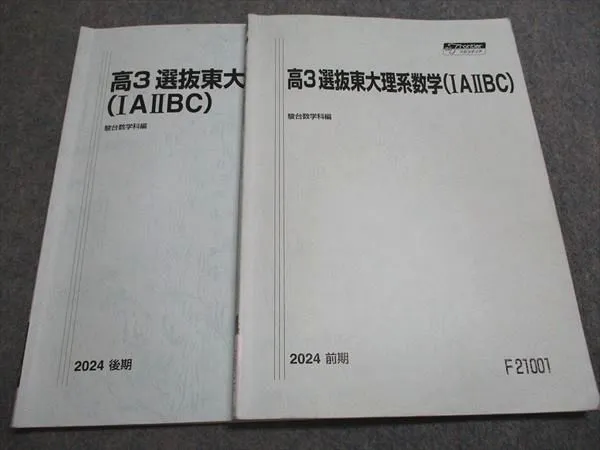 高3 選抜東大
(ⅠAⅡBC)
駿台数学科編
2024 後期
高3 選抜東大理系数学(ⅠAⅡBC)
駿台数学科編
2024 前期
F21001